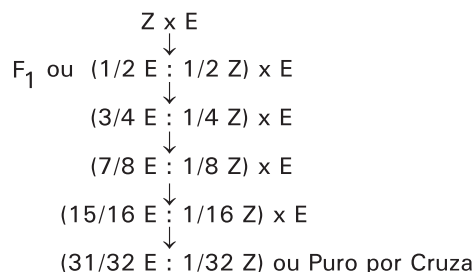 Z x E
F1 ou (1/2 E : 1/2 Z) x E
(3/4 E : 1/4 Z) x E
(7/8 E : 1/8 Z) x E
(15/16 E : 1/16 Z) x E
(31/32 E : 1/32 Z) ou Puro por Cruza